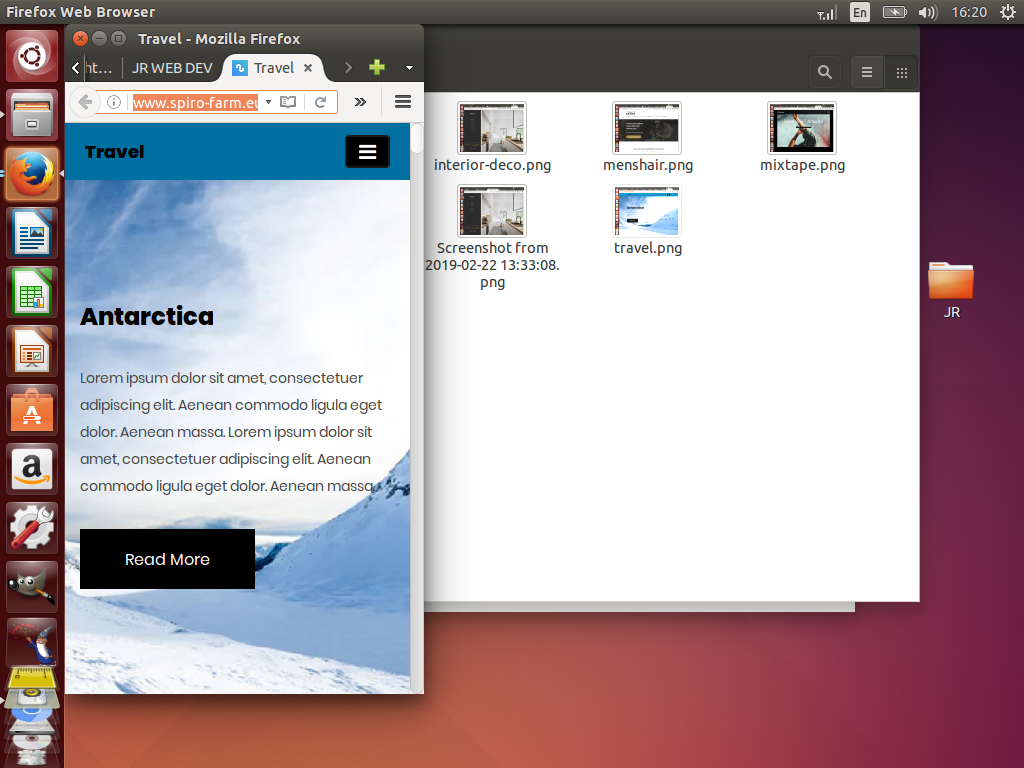 Firefox Web Browser
En
16:20
Travel - Mozilla Firefox
ht...
JR WEB DEV
Travel
www.spiro-farm.eu
Travel
Antarctica
Lorem ipsum dolor sit amet, consectetuer
adipiscing elit. Aenean commodo ligula eget
dolor. Aenean massa. Lorem ipsum dolor sit
amet, consectetuer adipiscing elit. Aenean
commodo ligula eget dolor. Aenean massa.
Read More
interior-deco.png
menshair.png
mixtape.png
Screenshot from
2019-02-22 13:33:08.
png
travel.png
JR